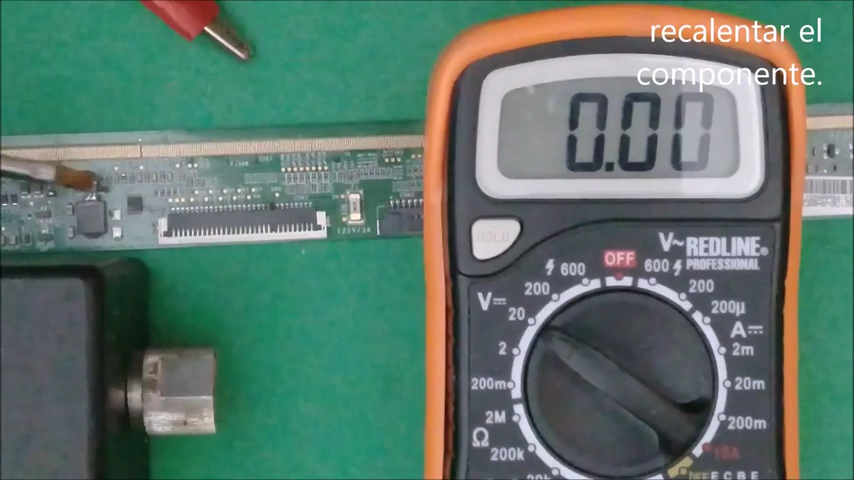 recalentar el
componente.
0.00
HOLD
V~ REDLINE®
PROFESSIONAL
OFF
600
600
200
200
V
20
200µ
A
2
2m
200m
20m
2M
200m
Ω
200k
10A
hFE E C B E